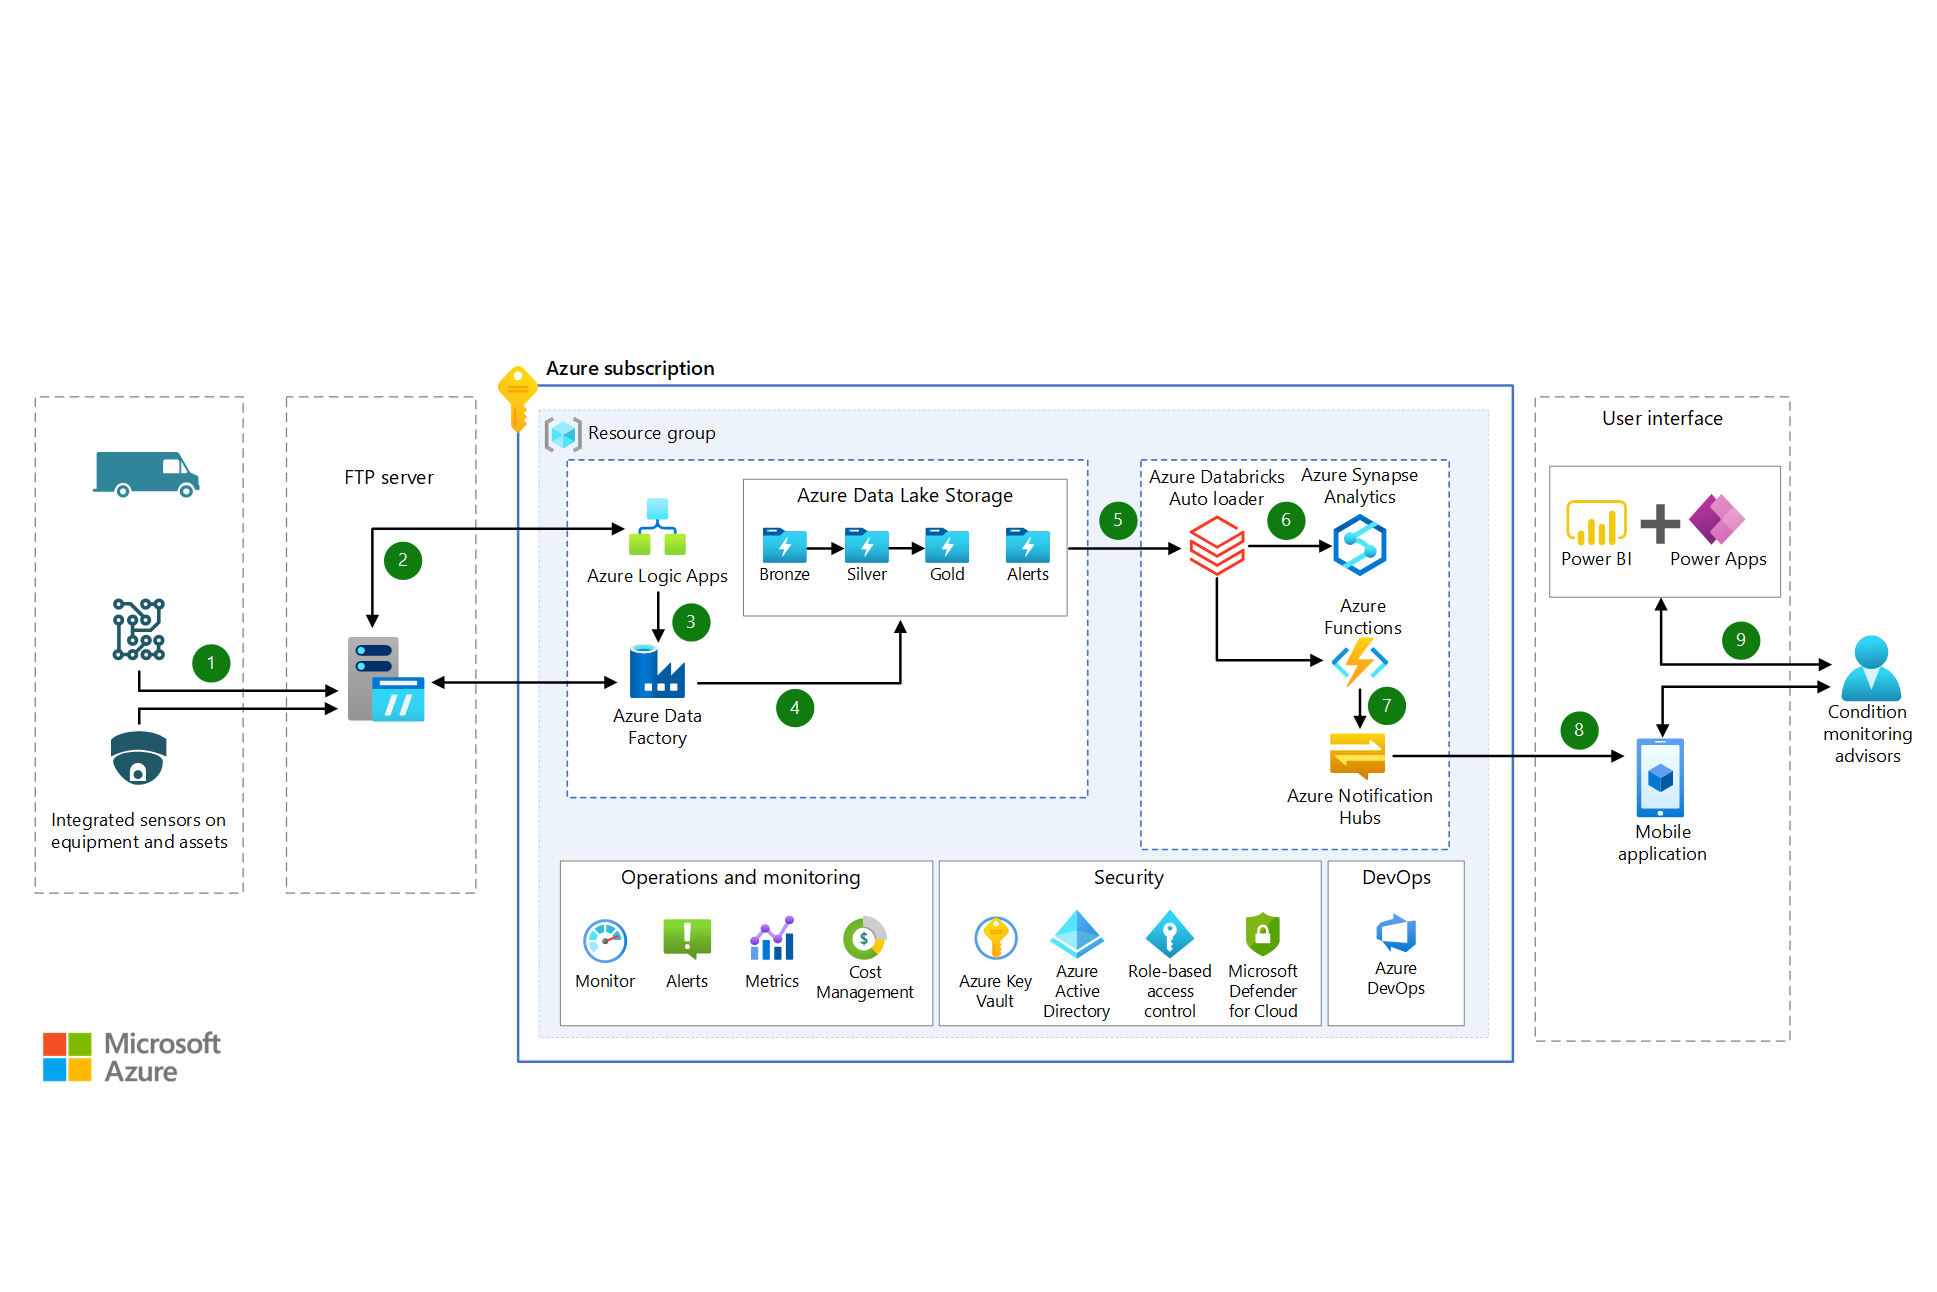 Azure subscription
Resource group
FTP server
User interface
Integrated sensors on
equipment and assets
1
2
Azure Logic Apps
3
Azure Data
Factory
4
Azure Data Lake Storage
Bronze
Silver
Gold
Alerts
5
Azure Databricks
Auto loader
6
Azure Synapse
Analytics
Azure
Functions
7
Azure Notification
Hubs
8
Power BI
Power Apps
9
Mobile
application
Condition
monitoring
advisors
Operations and monitoring
Monitor
Alerts
Metrics
$
Cost
Management
Security
Azure Key
Vault
Azure
Active
Directory
Role-based
access
control
Microsoft
Defender
for Cloud
DevOps
Azure
DevOps
Microsoft
Azure